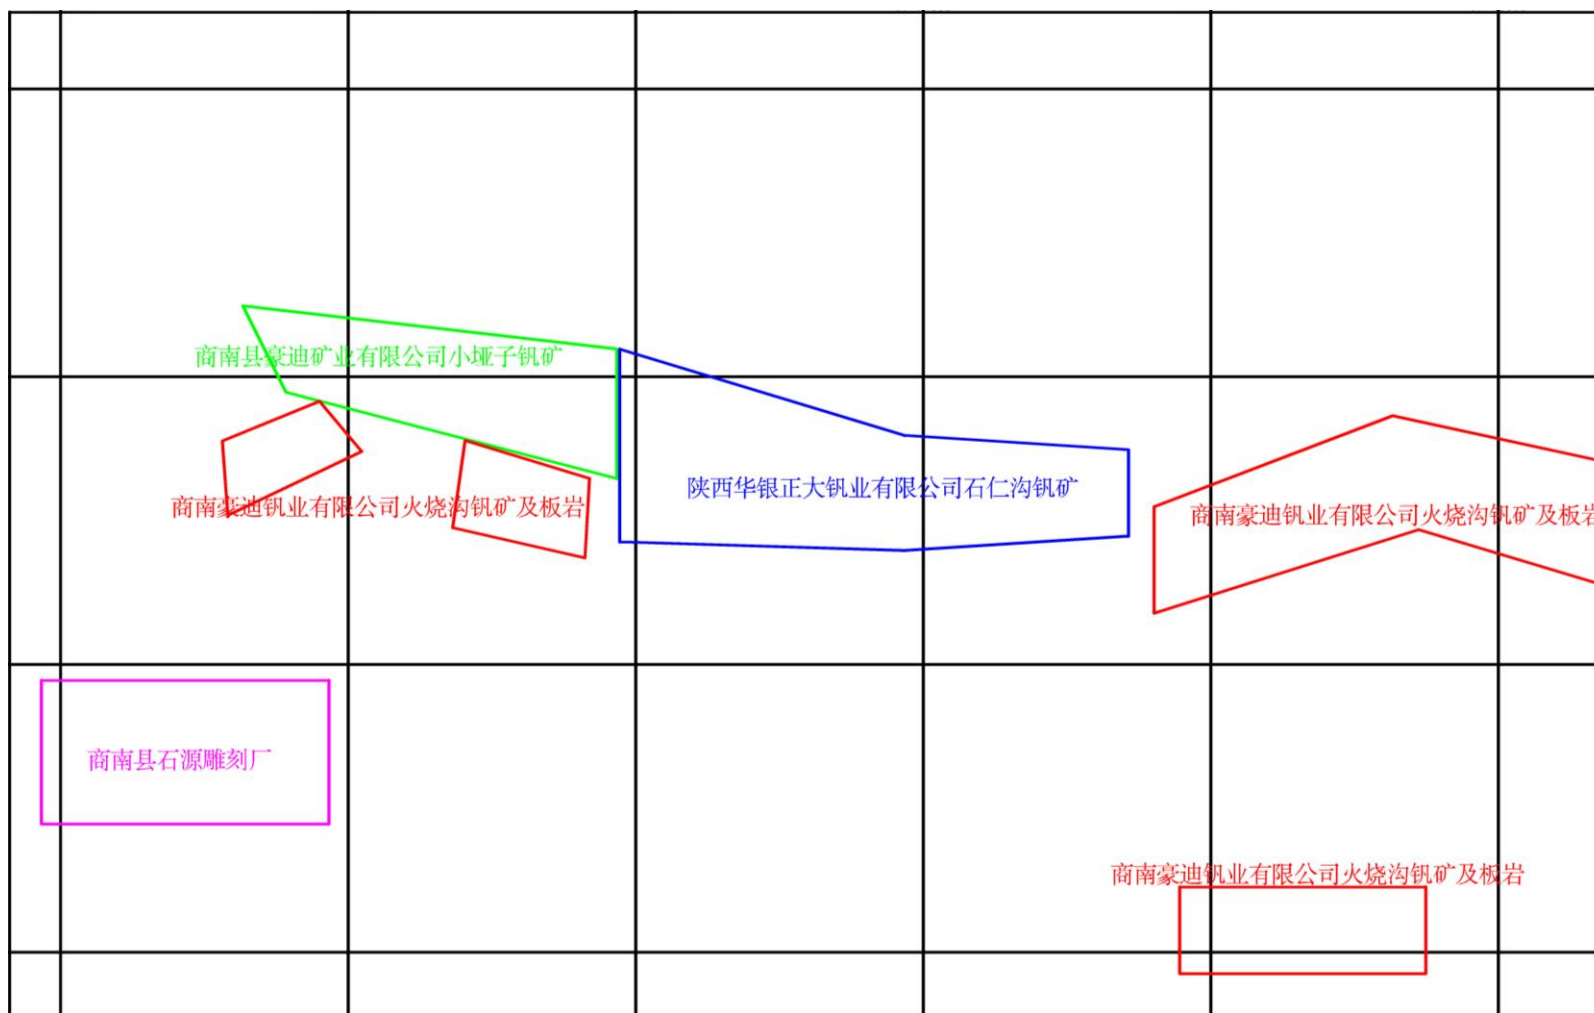 商南县豪迪矿业有限公司小垭子钒矿
陕西华银正大钒业有限公司石仁沟钒矿
商南豪迪钒业有限公司火烧沟钒矿及板岩
商南豪迪钒业有限公司火烧沟钒矿及板岩
商南县石源雕刻厂
商南豪迪钒业有限公司火烧沟钒矿及板岩